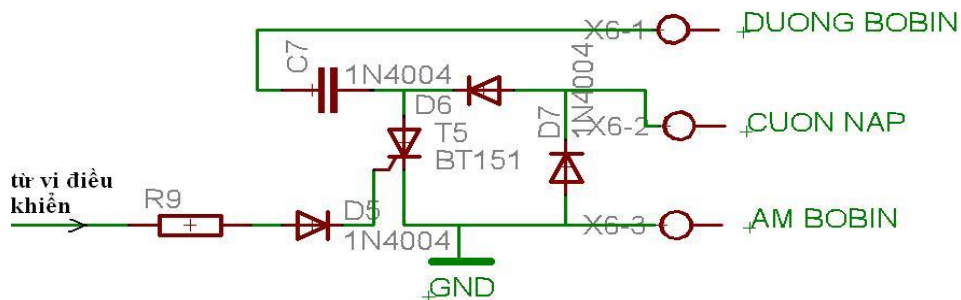 X6-1
DUONG BOBIN
C7
1N4004
D6
1N4004
D7
T5
BT151
X6-2
CUON NAP
từ vi điều
khiển
R9
D5
1N4004
X6-3
AM BOBIN
GND